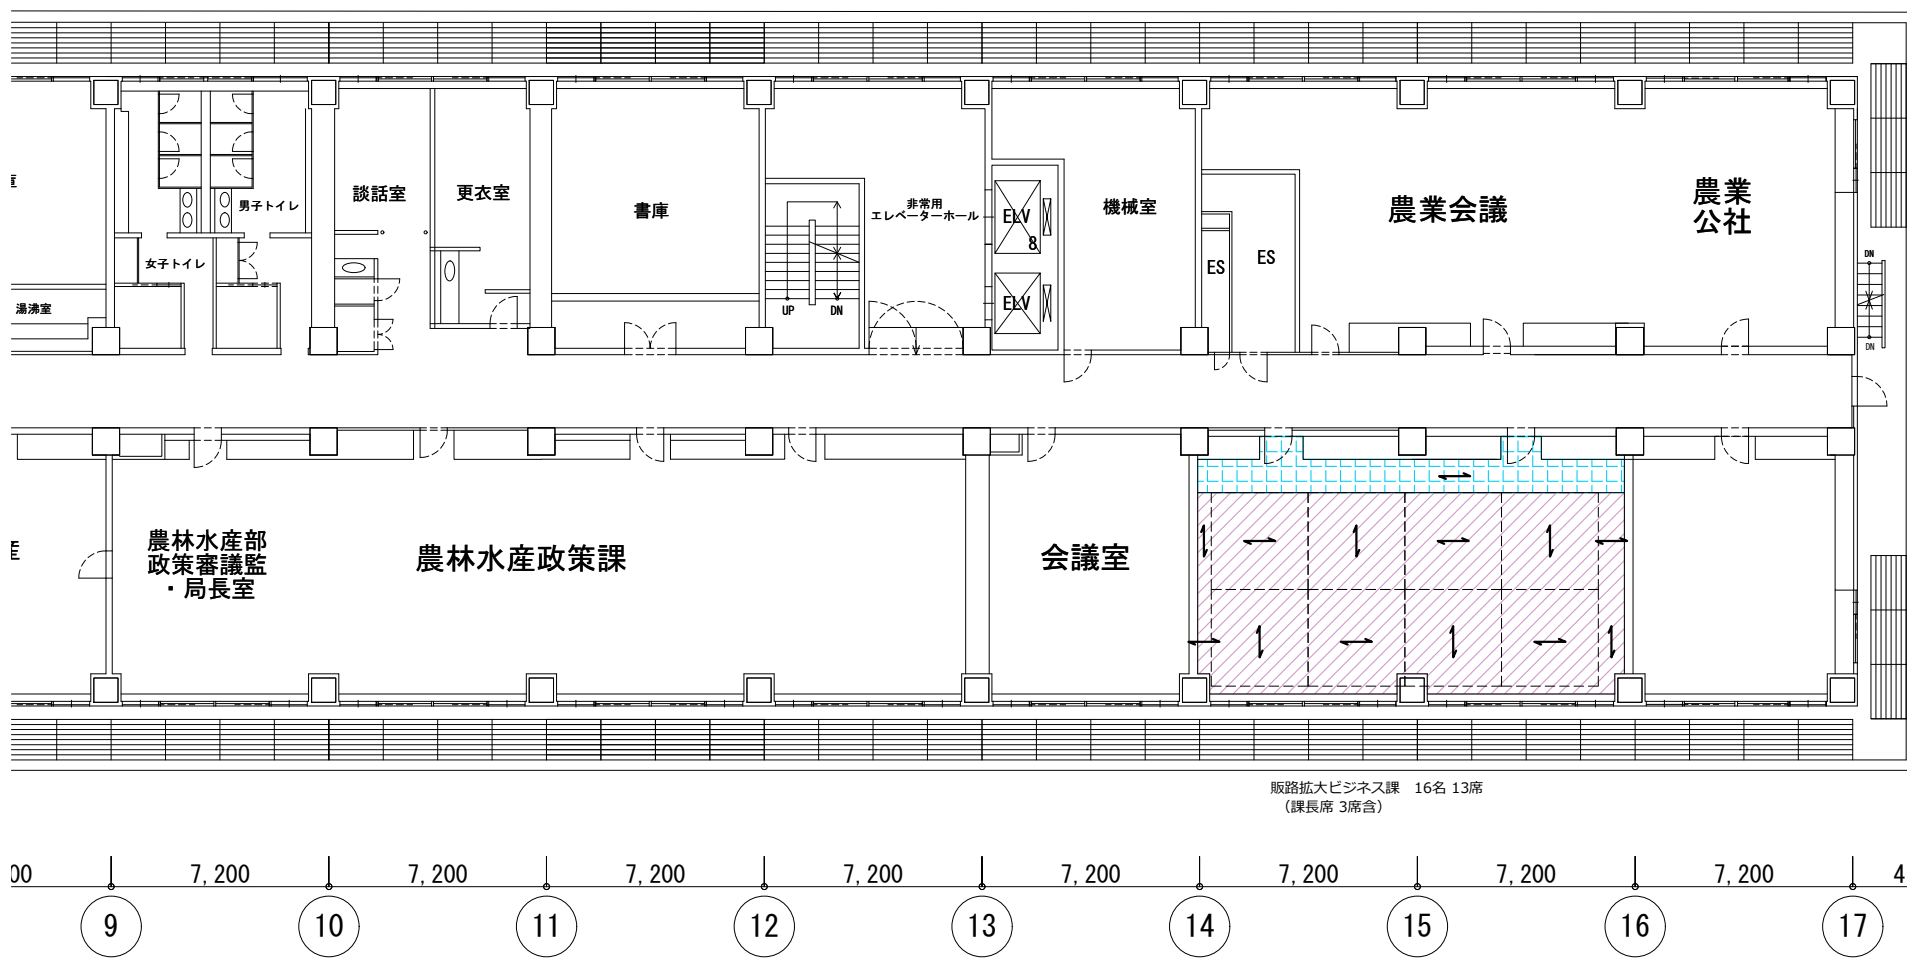 談話室
更衣室
書庫
非常用
エレベーターホール
ELV
8
ELV
機械室
ES
ES
農業会議
農業
公社
男子トイレ
女子トイレ
湯沸室
UP
DN
DN
DN
農林水産部
政策審議監
・局長室
農林水産政策課
会議室
販路拡大ビジネス課 16名 13席
(課長席 3席含)
00
7,200
7,200
7,200
7,200
7,200
7,200
7,200
7,200
4
9
10
11
12
13
14
15
16
17